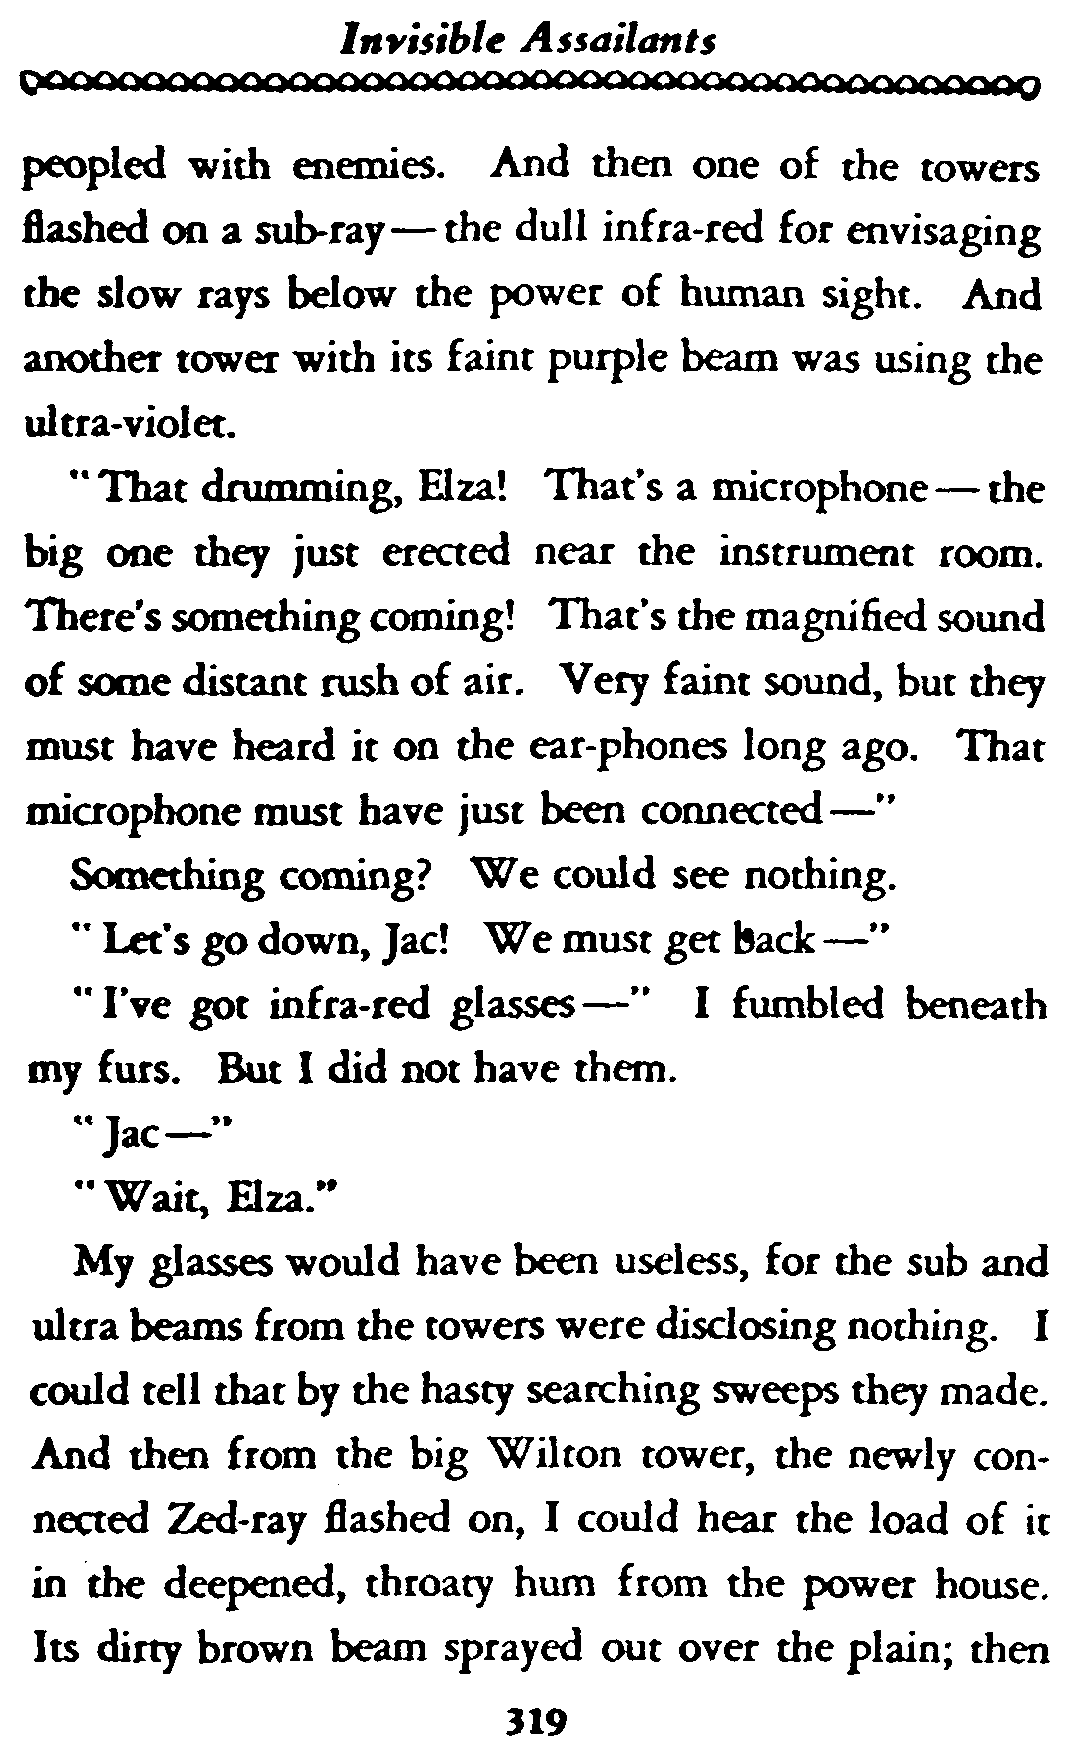 Invisible Assailants
peopled with enemies. And then one of the towers
flashed on a sub-ray—the dull infra-red for envisaging
the slow rays below the power of human sight. And
another tower with its faint purple beam was using the
ultra-violet.
"That drumming, Elza! That's a microphone—the
big one they just erected near the instrument room.
There's something coming! That's the magnified sound
of some distant rush of air. Very faint sound, but they
must have heard it on the ear-phones long ago. That
microphone must have just been connected—"
Something coming? We could see nothing.
"Let's go down, Jac! We must get back—"
"I've got infra-red glasses—" I fumbled beneath
my furs. But I did not have them.
"Jac—"
"Wait, Elza."
My glasses would have been useless, for the sub and
ultra beams from the towers were disclosing nothing. I
could tell that by the hasty searching sweeps they made.
And then from the big Wilton tower, the newly con-
nected Zed-ray flashed on, I could hear the load of it
in the deepened, throaty hum from the power house.
Its dirty brown beam sprayed out over the plain; then
319